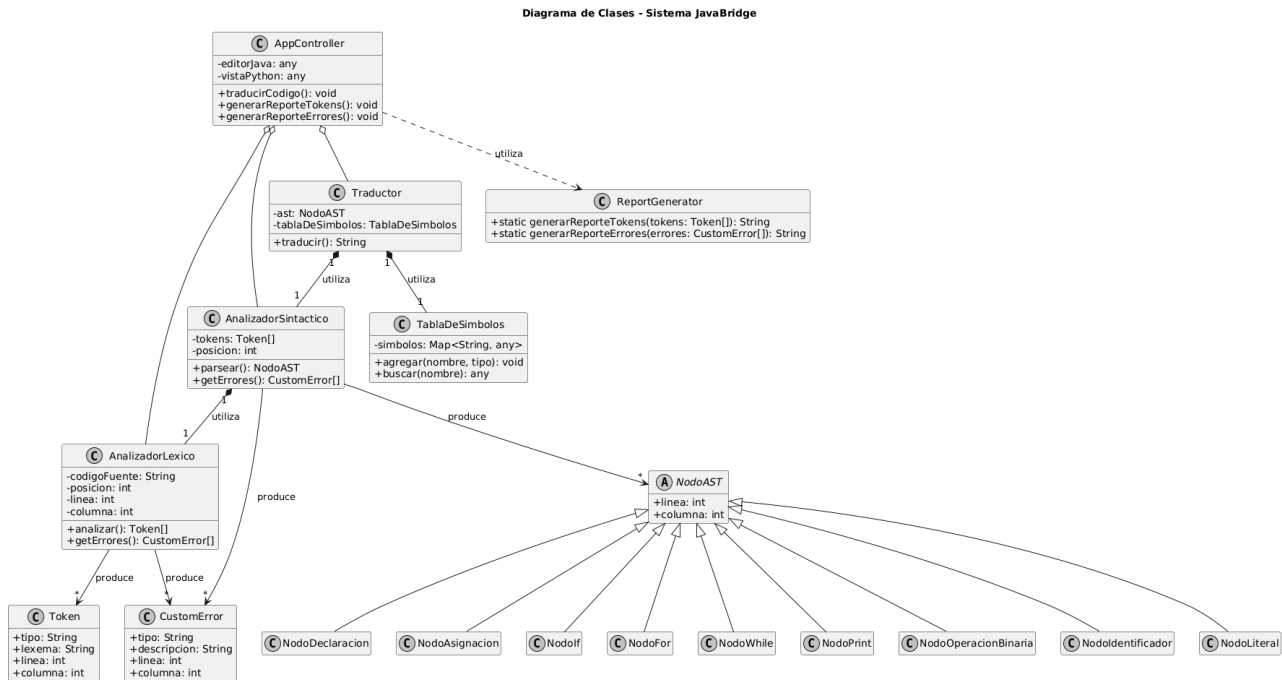 Diagrama de Clases - Sistema JavaBridge
C AppController
-editorJava: any
-vistaPython: any
+traducirCodigo(): void
+generarReporteTokens(): void
+generarReporteErrores(): void
utiliza
C Traductor
-ast: NodoAST
-tablaDeSimbolos: TablaDeSimbolos
+traducir(): String
C ReportGenerator
+static generarReporteTokens(tokens: Token[]): String
+static generarReporteErrores(errores: CustomError[]): String
1
1
utiliza
utiliza
1
1
C AnalizadorSintactico
-tokens: Token[]
-posicion: int
+parsear(): NodoAST
+getErrores(): CustomError[]
C TablaDeSimbolos
-simbolos: Map<String, any>
+agregar(nombre, tipo): void
+buscar(nombre): any
1
utiliza
produce
1
C AnalizadorLexico
-codigoFuente: String
-posicion: int
-linea: int
-columna: int
+analizar(): Token[]
+getErrores(): CustomError[]
produce
*
A NodoAST
+linea: int
+columna: int
produce
produce
*
*
*
C Token
+tipo: String
+lexema: String
+linea: int
+columna: int
C CustomError
+tipo: String
+descripcion: String
+linea: int
+columna: int
C NodoDeclaracion
C NodoAsignacion
C NodoIf
C NodoFor
C NodoWhile
C NodoPrint
C NodoOperacionBinaria
C NodoIdentificador
C NodoLiteral